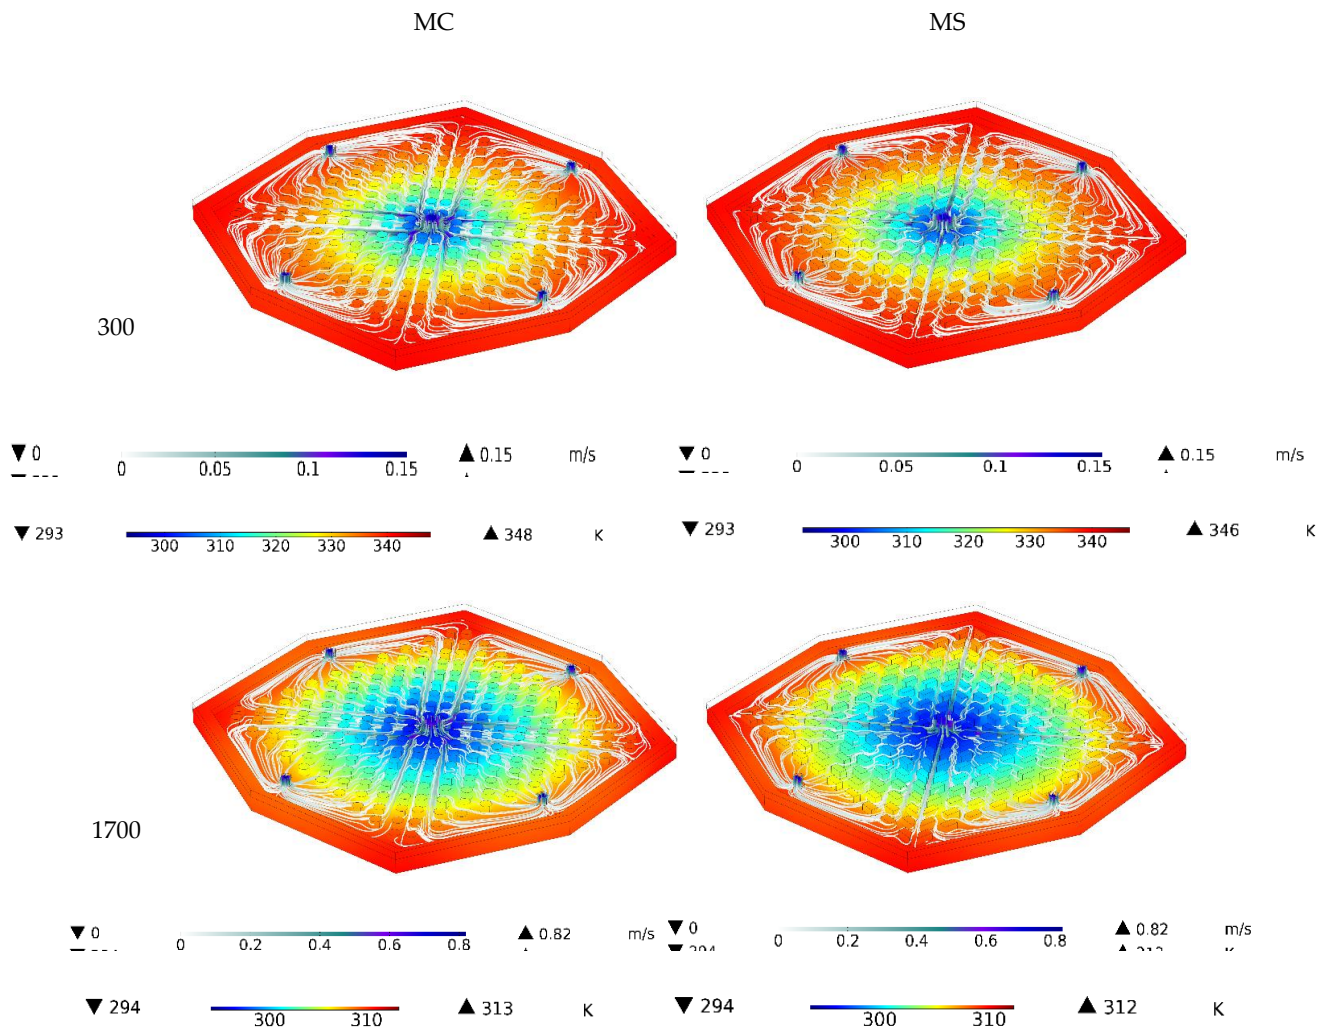 MC MS
300
▼ 0 0 0.05 0.1 0.15 ▲ 0.15 m/s ▼ 0 0 0.05 0.1 0.15 ▲ 0.15 m/s
▼ 293 300 310 320 330 340 ▲ 348 K ▼ 293 300 310 320 330 340 ▲ 346 K
1700
▼ 0 0 0.2 0.4 0.6 0.8 ▲ 0.82 m/s ▼ 0 0 0.2 0.4 0.6 0.8 ▲ 0.82 m/s
▼ 294 300 310 ▲ 313 K ▼ 294 300 310 ▲ 312 K